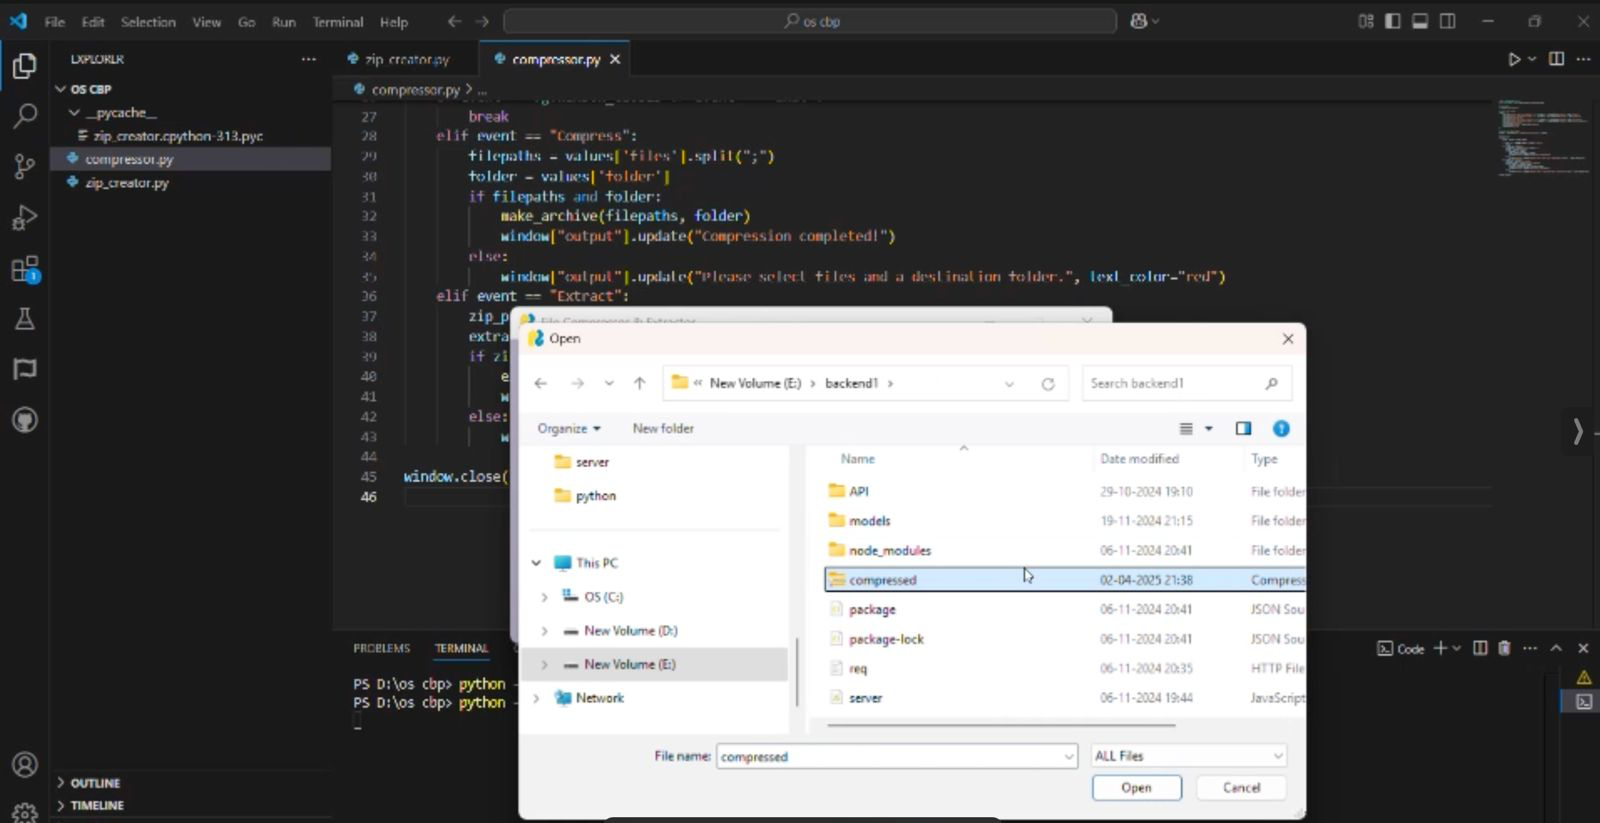 File Edit Selection View Go Run Terminal Help
os cbp
EXPLORER
OS CBP
__pycache__
zip_creator.cpython-313.pyc
compressor.py
zip_creator.py
OUTLINE
TIMELINE
zip_creator.py
compressor.py
compressor.py > ...
27 break
28 elif event == "Compress":
29 filepaths = values['files'].split(";")
30 folder = values['folder']
31 if filepaths and folder:
32 make_archive(filepaths, folder)
33 window["output"].update("Compression completed!")
34 else:
35 window["output"].update("Please select files and a destination folder.", text_color="red")
36 elif event == "Extract":
37 zip_p
38 extra
39 if zi
40 e
41 w
42 else:
43 w
44
45 window.close(
46
File Compressor & Extractor
Open
« New Volume (E:) > backend1 >
Search backend1
Organize
New folder
server
python
This PC
OS (C:)
New Volume (D:)
New Volume (E:)
Network
Name Date modified Type
API 29-10-2024 19:10 File folder
models 19-11-2024 21:15 File folder
node_modules 06-11-2024 20:41 File folder
compressed 02-04-2025 21:38 Compress
package 06-11-2024 20:41 JSON Sou
package-lock 06-11-2024 20:41 JSON Sou
req 06-11-2024 20:35 HTTP File
server 06-11-2024 19:44 JavaScript
File name: compressed
ALL Files
Open
Cancel
PROBLEMS TERMINAL
Code
PS D:\os cbp> python -
PS D:\os cbp> python -
1